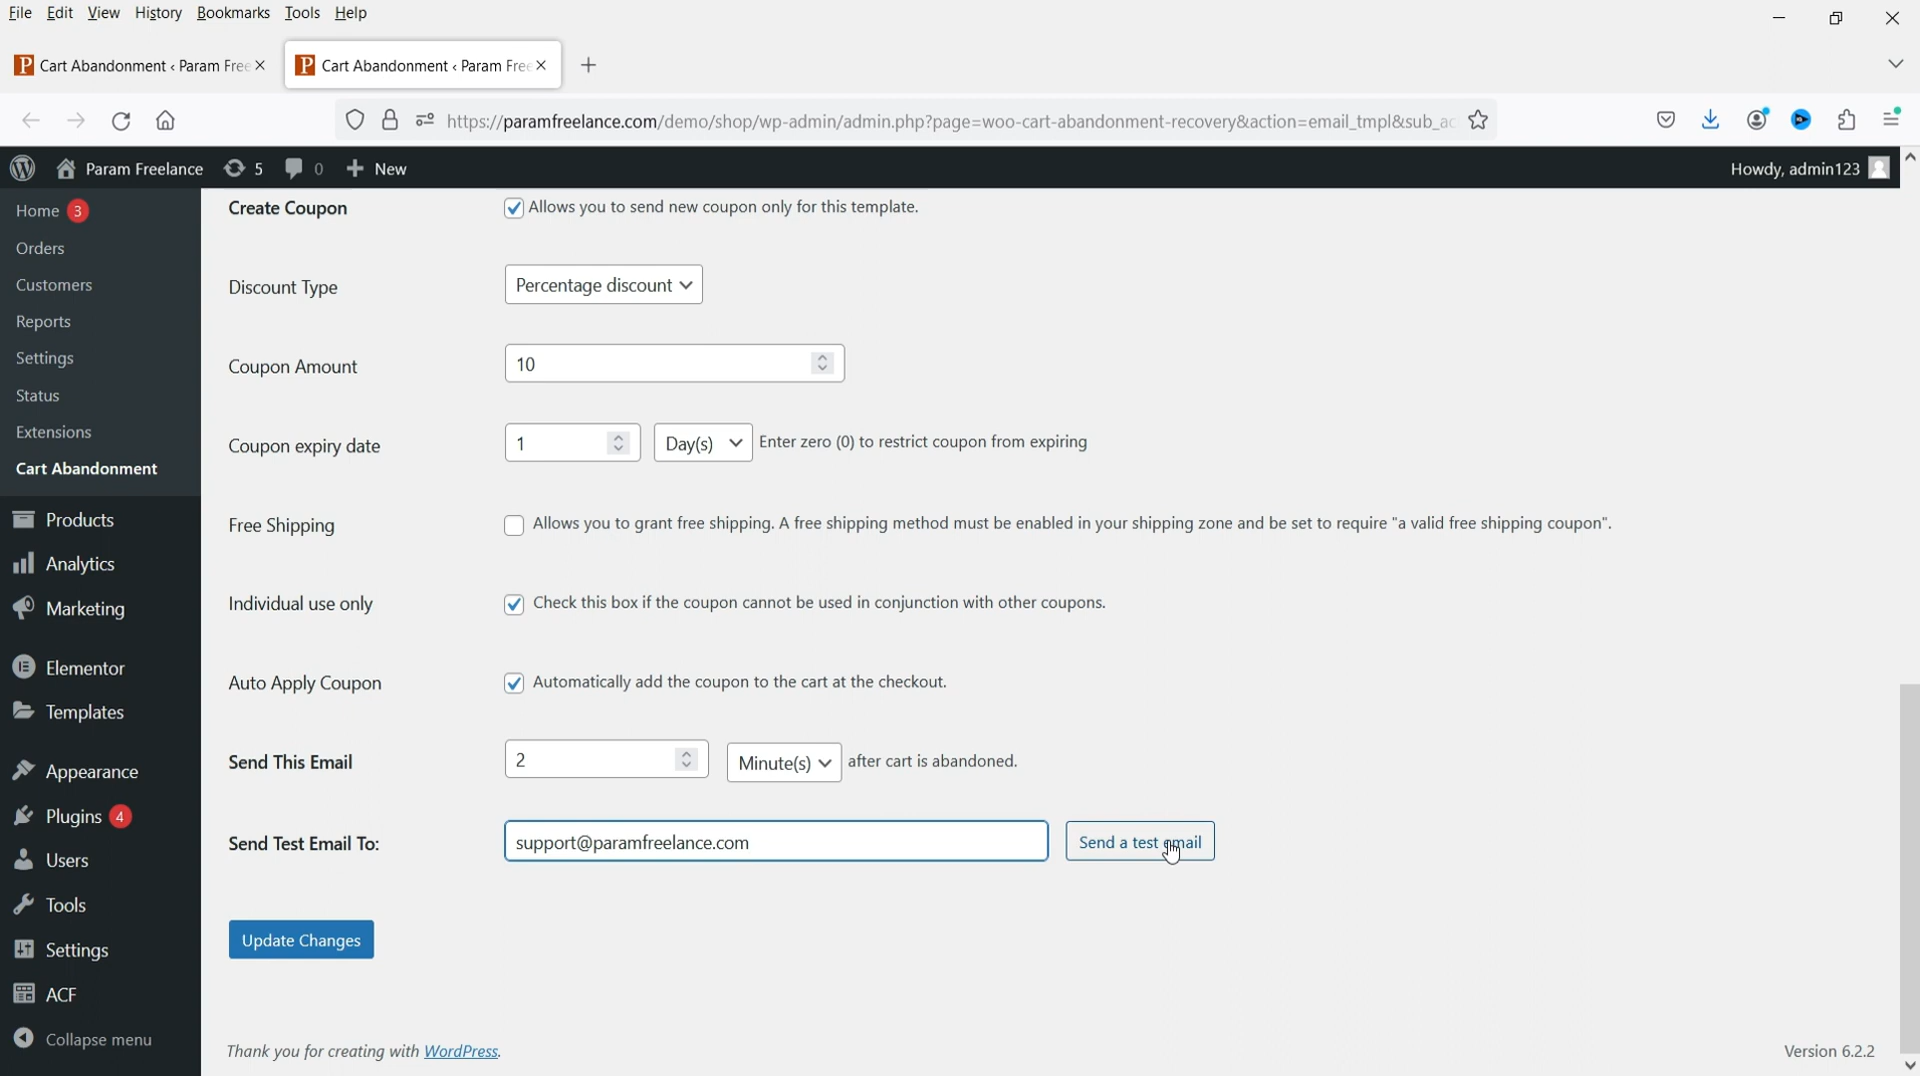 File Edit View History Bookmarks Tools Help
Cart Abandonment ‹ Param Free
Cart Abandonment ‹ Param Free
https://paramfreelance.com/demo/shop/wp-admin/admin.php?page=woo-cart-abandonment-recovery&action=email_tmpl&sub_ac
Param Freelance 5 0 New Howdy, admin123
Home 3
Orders
Customers
Reports
Settings
Status
Extensions
Cart Abandonment
Products
Analytics
Marketing
Elementor
Templates
Appearance
Plugins 4
Users
Tools
Settings
ACF
Collapse menu
Create Coupon Allows you to send new coupon only for this template.
Discount Type Percentage discount
Coupon Amount 10
Coupon expiry date 1 Day(s) Enter zero (0) to restrict coupon from expiring
Free Shipping Allows you to grant free shipping. A free shipping method must be enabled in your shipping zone and be set to require "a valid free shipping coupon".
Individual use only Check this box if the coupon cannot be used in conjunction with other coupons.
Auto Apply Coupon Automatically add the coupon to the cart at the checkout.
Send This Email 2 Minute(s) after cart is abandoned.
Send Test Email To: support@paramfreelance.com Send a test email
Update Changes
Thank you for creating with WordPress. Version 6.2.2